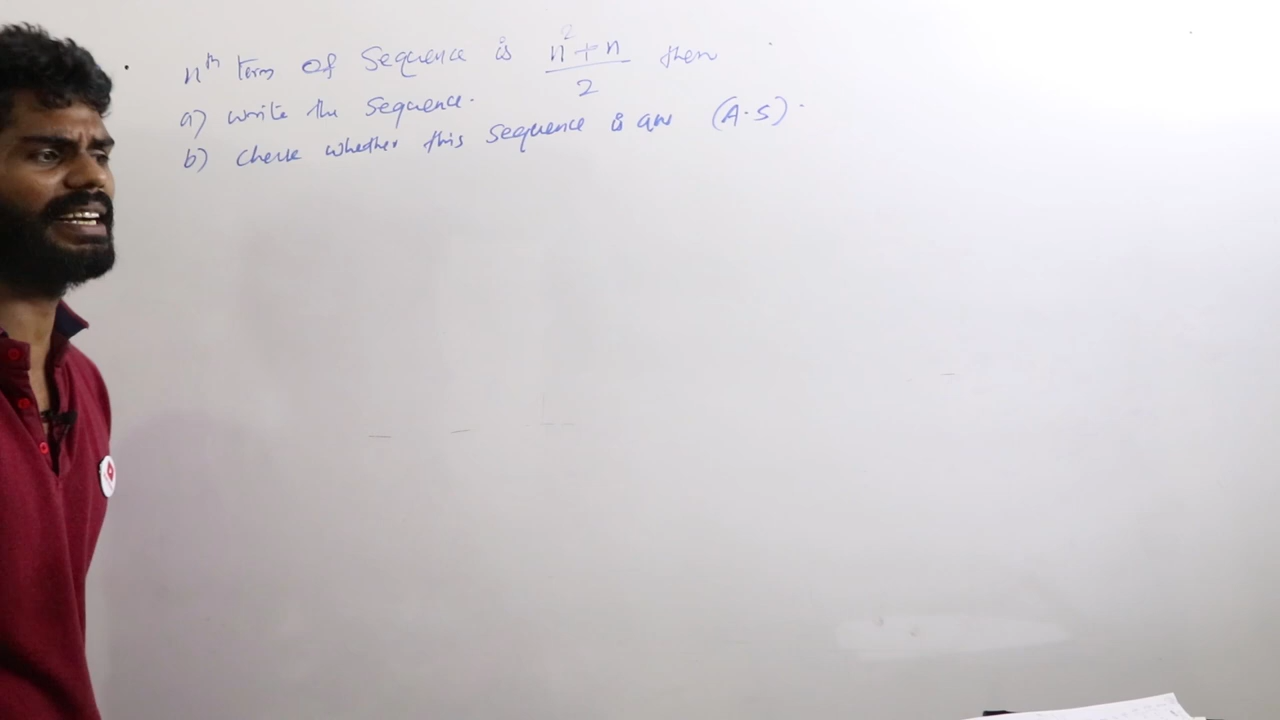 nth term of Sequence is n²+n/2 then
a) write the sequence.
b) Check whether this sequence is an (A.S).